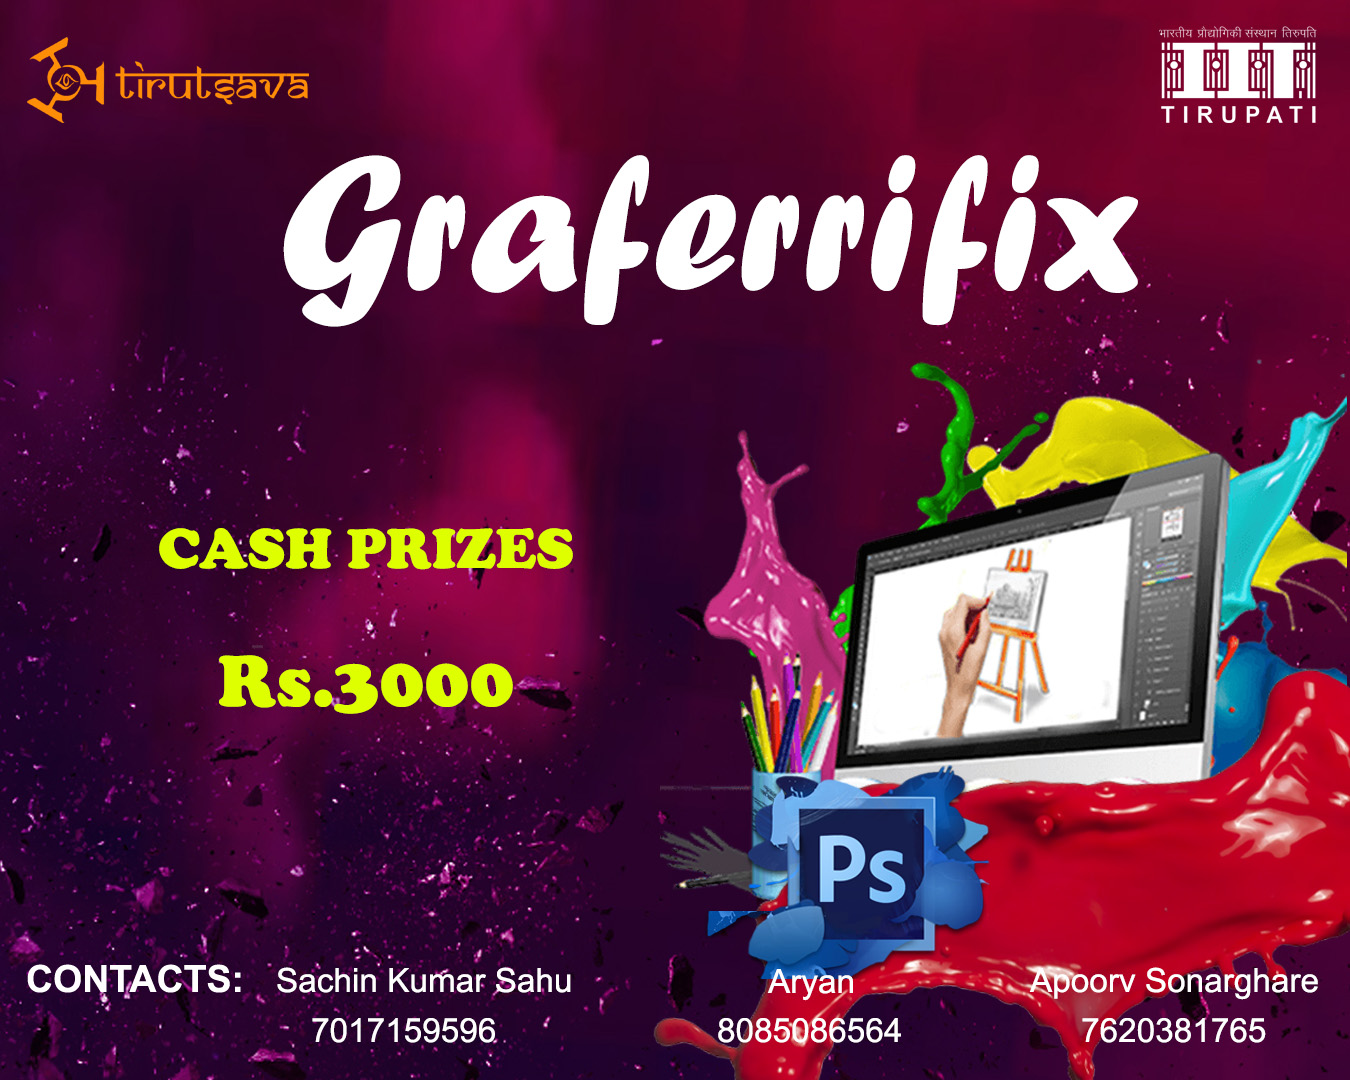 tirutsava
भारतीय प्रौद्योगिकी संस्थान तिरुपति
IIT
TIRUPATI
Graferrifix
CASH PRIZES
Rs.3000
Ps
CONTACTS: Sachin Kumar Sahu Aryan Apoorv Sonarghare
7017159596 8085086564 7620381765